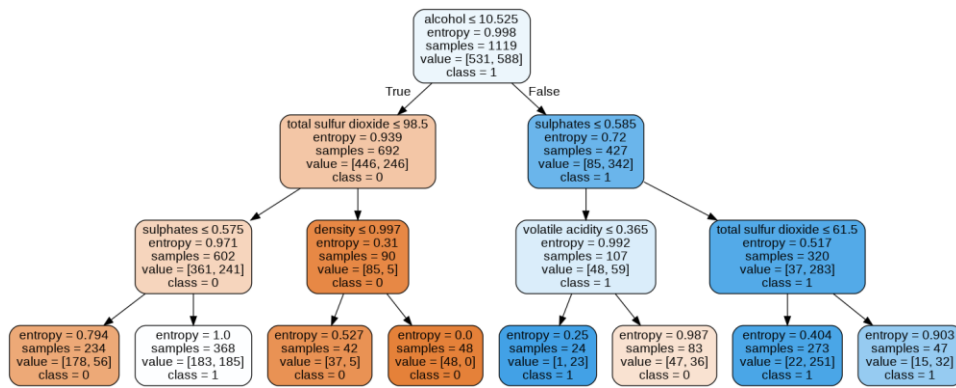 alcohol ≤ 10.525
entropy = 0.998
samples = 1119
value = [531, 588]
class = 1
True
False
total sulfur dioxide ≤ 98.5
entropy = 0.939
samples = 692
value = [446, 246]
class = 0
sulphates ≤ 0.585
entropy = 0.72
samples = 427
value = [85, 342]
class = 1
sulphates ≤ 0.575
entropy = 0.971
samples = 602
value = [361, 241]
class = 0
density ≤ 0.997
entropy = 0.31
samples = 90
value = [85, 5]
class = 0
volatile acidity ≤ 0.365
entropy = 0.992
samples = 107
value = [48, 59]
class = 1
total sulfur dioxide ≤ 61.5
entropy = 0.517
samples = 320
value = [37, 283]
class = 1
entropy = 0.794
samples = 234
value = [178, 56]
class = 0
entropy = 1.0
samples = 368
value = [183, 185]
class = 1
entropy = 0.527
samples = 42
value = [37, 5]
class = 0
entropy = 0.0
samples = 48
value = [48, 0]
class = 0
entropy = 0.25
samples = 24
value = [1, 23]
class = 1
entropy = 0.987
samples = 83
value = [47, 36]
class = 0
entropy = 0.404
samples = 273
value = [22, 251]
class = 1
entropy = 0.903
samples = 47
value = [15, 32]
class = 1